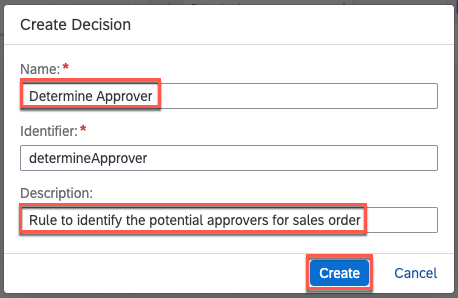 Create Decision
Name: *
Determine Approver
Identifier: *
determineApprover
Description:
Rule to identify the potential approvers for sales order
Create Cancel